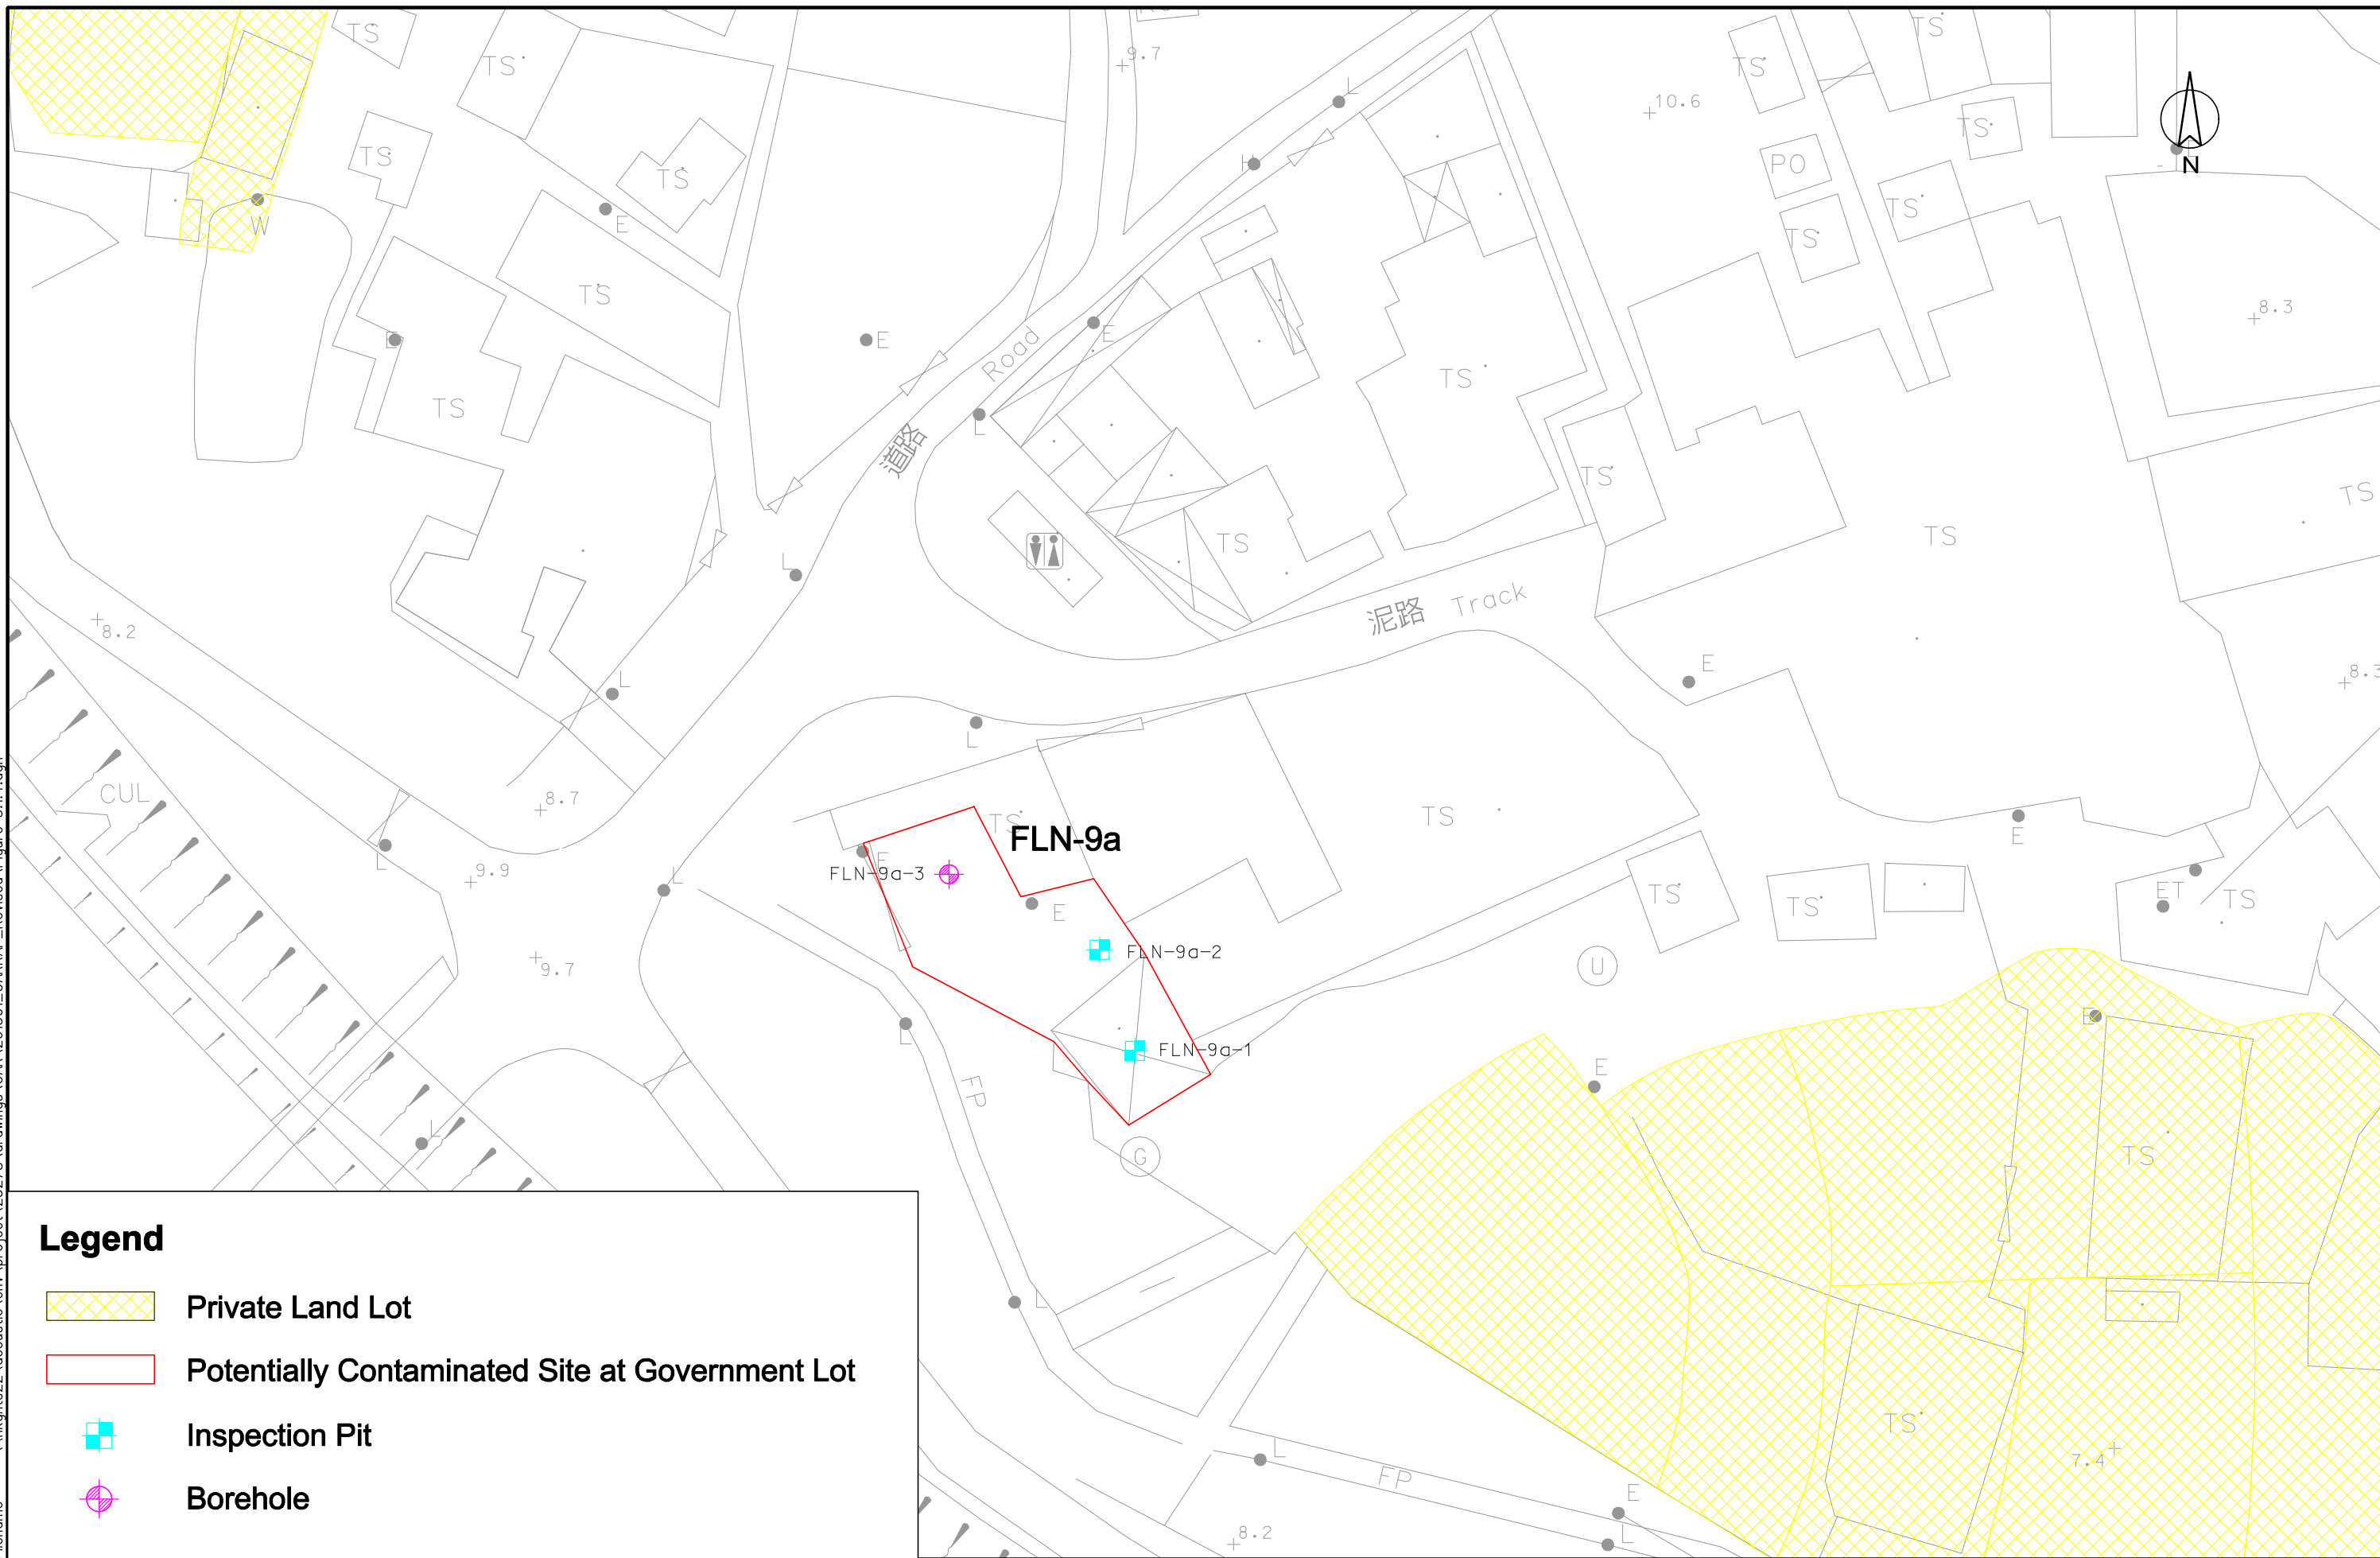 TS
TS
9.7
L
10.6
TS
TS
TS
TS
TS
H
PO
N
W
E
TS
TS
TS
8.3
E
E
E
Road
TS
TS
L
道路
TS
TS
TS
TS
L
泥路 Track
8.2
L
E
8.3
L
CUL
8.7
TS
FLN-9a
TS
E
L
9.9
L
E
FLN-9a-3
E
TS
TS
ET
TS
FLN-9a-2
9.7
U
E
L
FLN-9a-1
E
FP
L
G
TS
Legend
Private Land Lot
L
Potentially Contaminated Site at Government Lot
TS
Inspection Pit
L
FP
7.4
Borehole
E
8.2
L